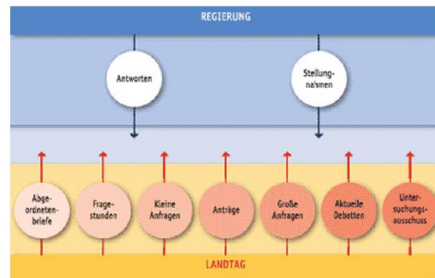 REGIERUNG
Antworten
Stellung-
nahmen
Abge-
ordneten-
briefe
Frage-
stunden
Kleine
Anfragen
Anträge
Große
Anfragen
Aktuelle
Debatten
Unter-
suchungs-
ausschuss
LANDTAG